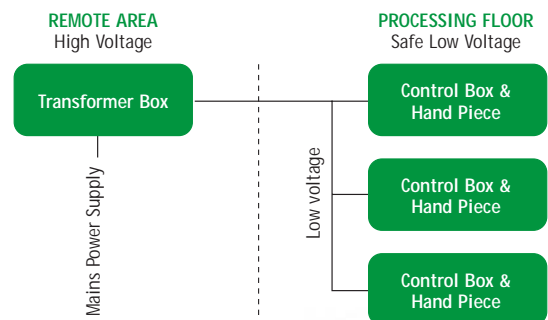 REMOTE AREA
High Voltage
PROCESSING FLOOR
Safe Low Voltage
Transformer Box
Control Box &
Hand Piece
Mains Power Supply
Low voltage
Control Box &
Hand Piece
Control Box &
Hand Piece